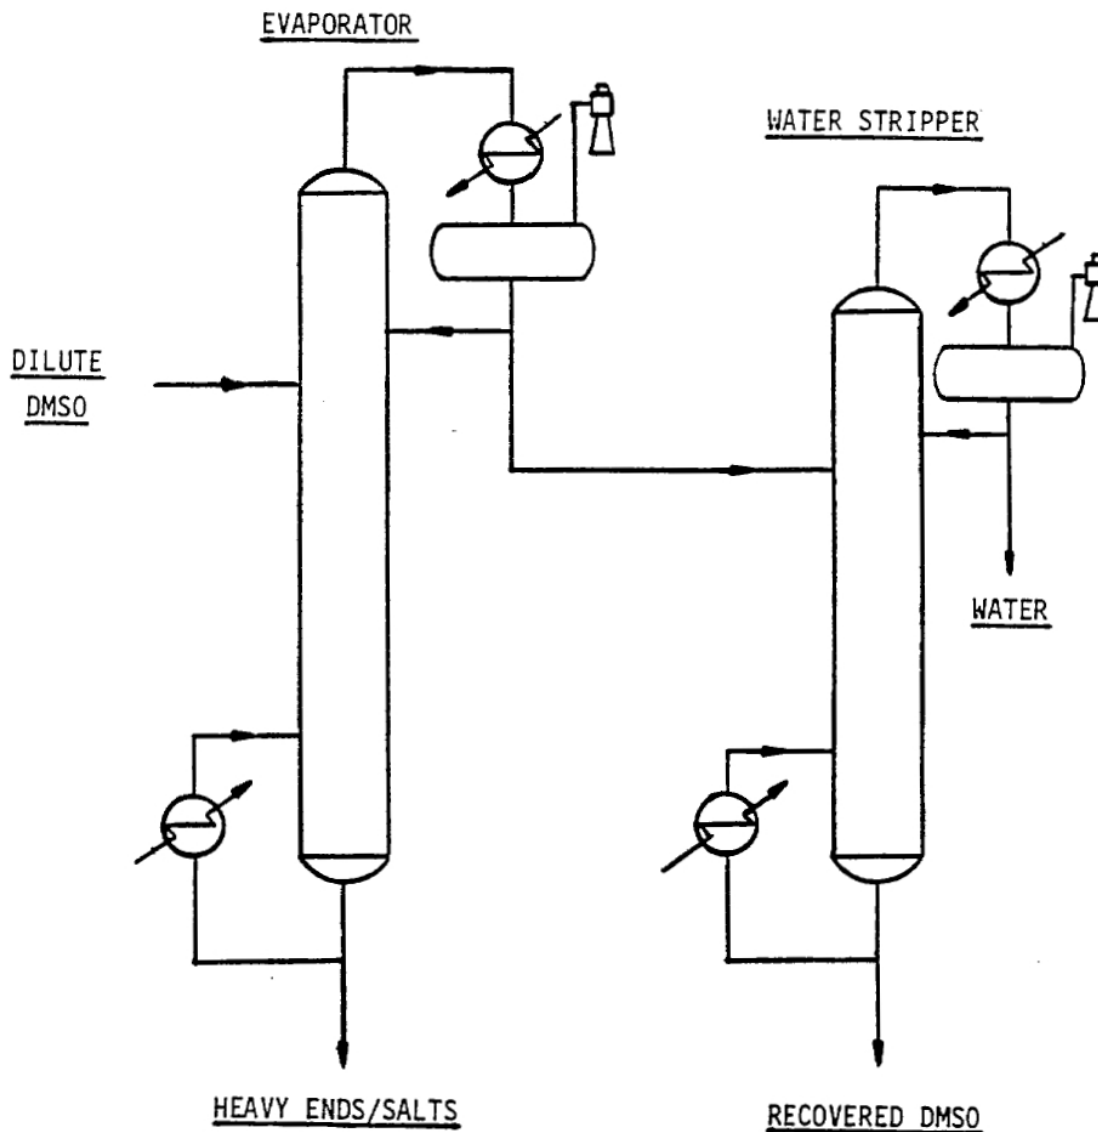 EVAPORATOR
WATER STRIPPER
DILUTE
DMSO
WATER
HEAVY ENDS/SALTS
RECOVERED DMSO